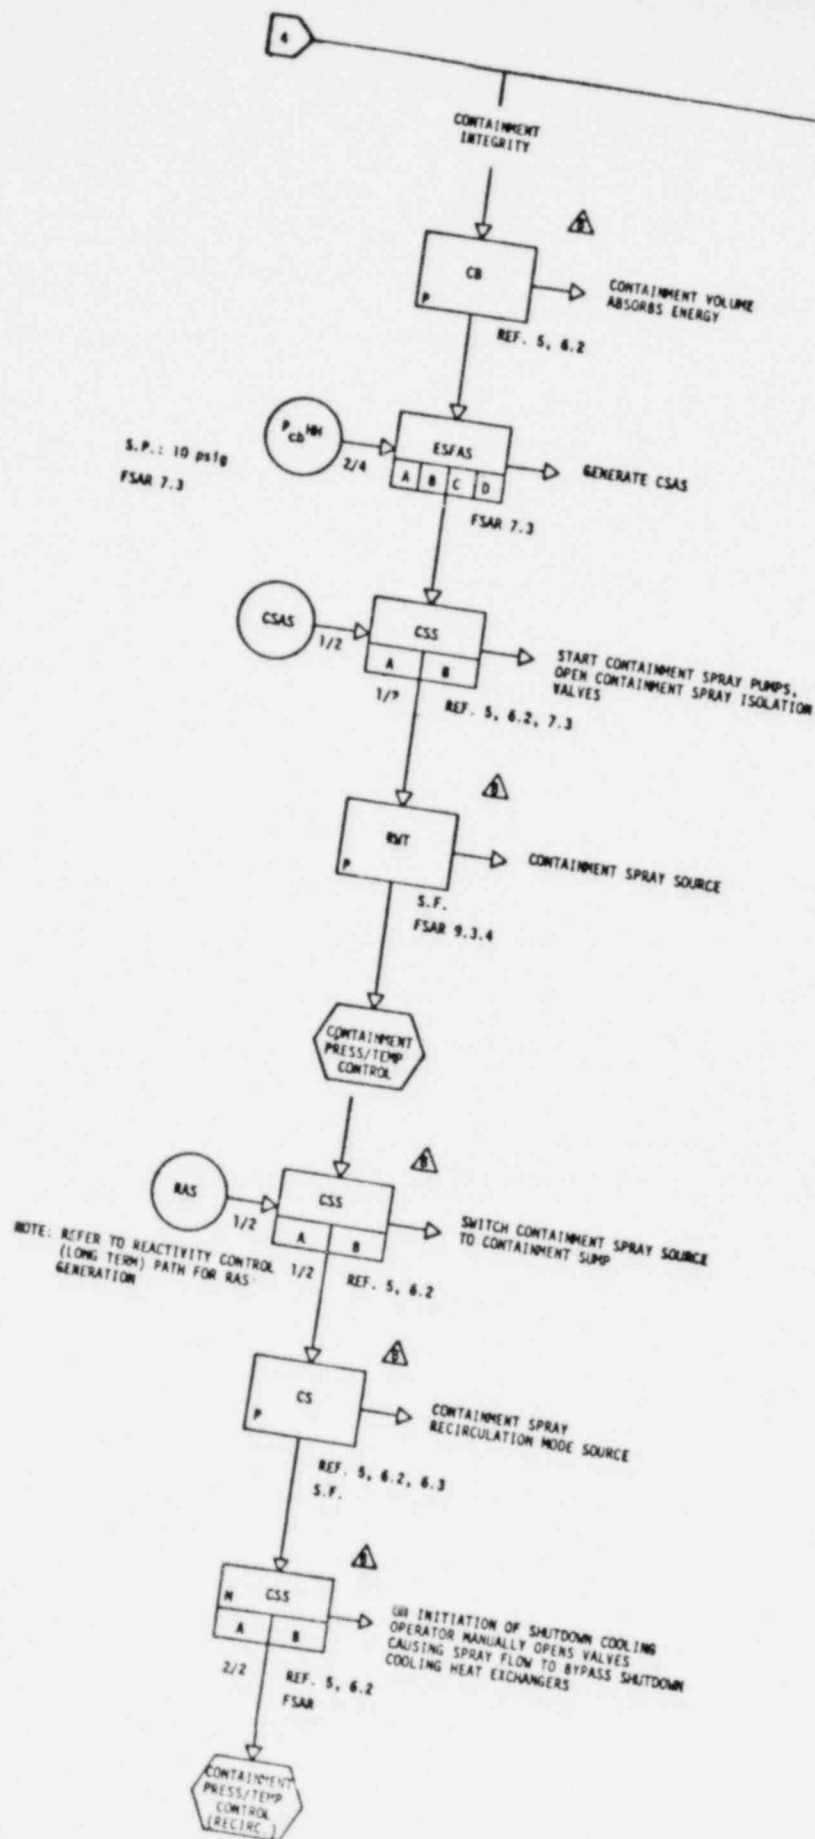 4
CONTAINMENT
INTEGRITY
CB
P
CONTAINMENT VOLUME
ABSORBS ENERGY
REF. 5, 6.2
PcbHH
2/4
S.P.: 10 psig
FSAR 7.3
ESFAS
A B C D
GENERATE CSAS
FSAR 7.3
CSAS
1/2
CSS
A B
START CONTAINMENT SPRAY PUMPS,
OPEN CONTAINMENT SPRAY ISOLATION
VALVES
REF. 5, 6.2, 7.3
RWT
P
CONTAINMENT SPRAY SOURCE
S.F.
FSAR 9.3.4
CONTAINMENT
PRESS/TEMP
CONTROL
RAS
1/2
CSS
A B
SWITCH CONTAINMENT SPRAY SOURCE
TO CONTAINMENT SUMP
NOTE: REFER TO REACTIVITY CONTROL
(LONG TERM) PATH FOR RAS
GENERATION
1/2
REF. 5, 6.2
CS
P
CONTAINMENT SPRAY
RECIRCULATION MODE SOURCE
REF. 5, 6.2, 6.3
S.F.
M CSS
A B
INITIATION OF SHUTDOWN COOLING
OPERATOR MANUALLY OPENS VALVES
CAUSING SPRAY FLOW TO BYPASS SHUTDOWN
COOLING HEAT EXCHANGERS
2/2
REF. 5, 6.2
FSAR
CONTAINMENT
PRESS/TEMP
CONTROL
(RECIRC.)